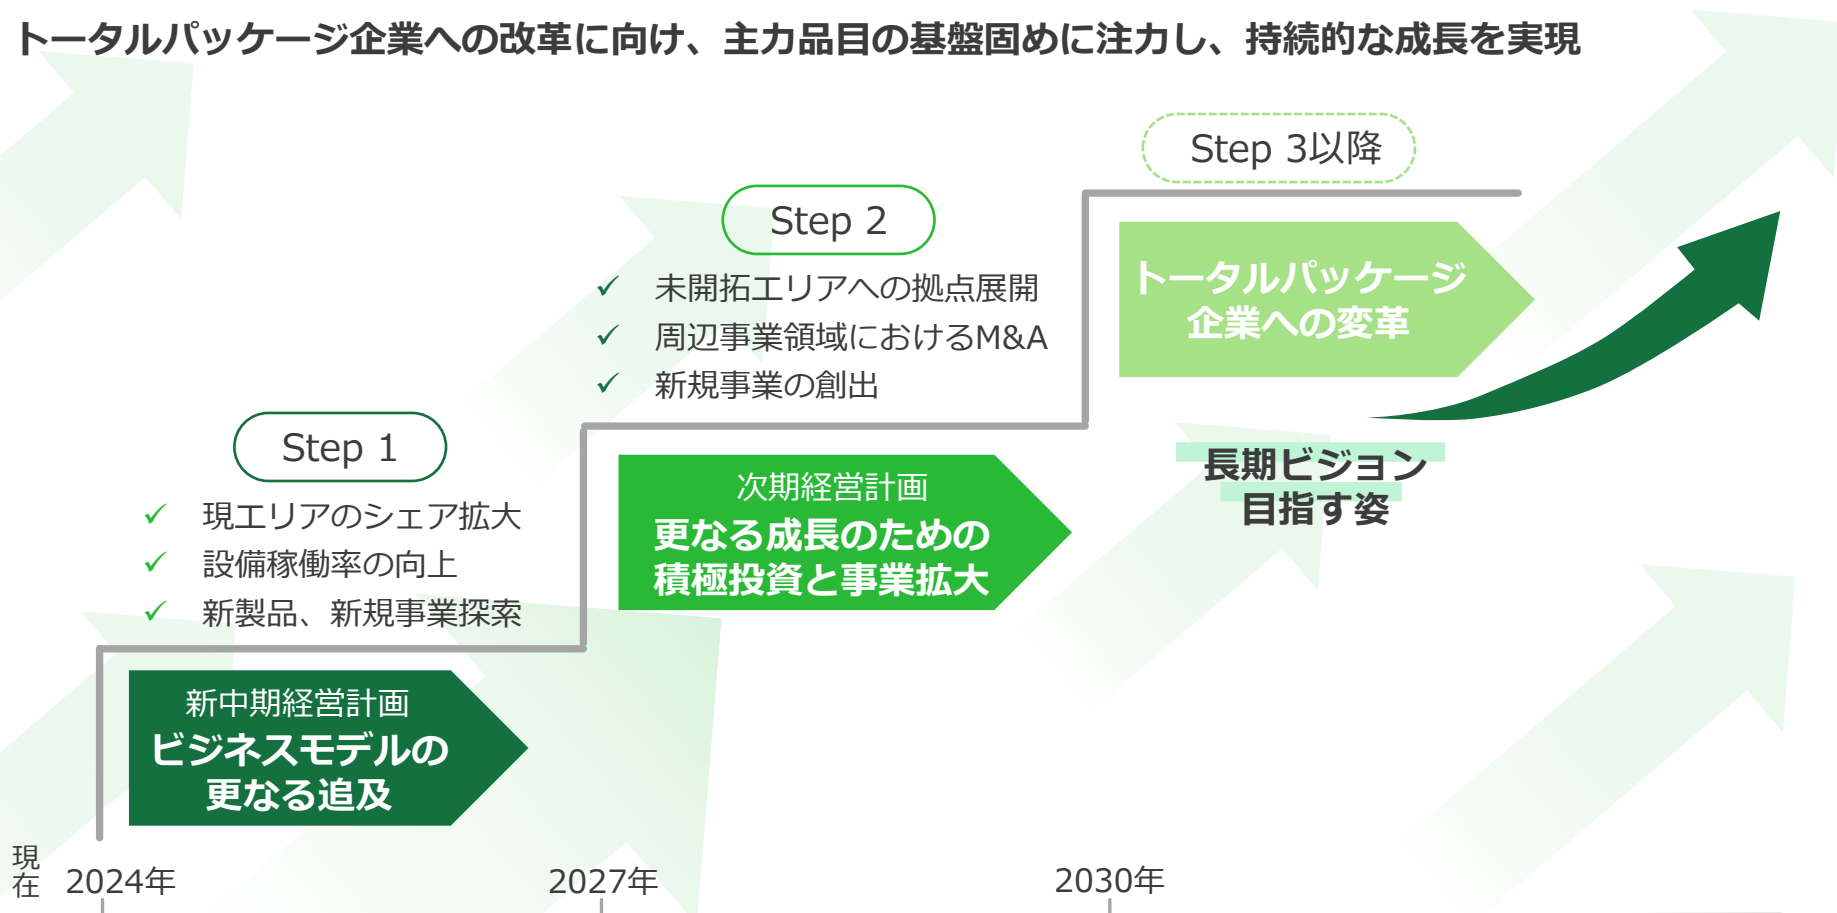 トータルパッケージ企業への改革に向け、主力品目の基盤固めに注力し、持続的な成長を実現
Step 3以降
トータルパッケージ
企業への変革
長期ビジョン
目指す姿
Step 2
未開拓エリアへの拠点展開
周辺事業領域におけるM&A
新規事業の創出
次期経営計画
更なる成長のための
積極投資と事業拡大
Step 1
現エリアのシェア拡大
設備稼働率の向上
新製品、新規事業探索
新中期経営計画
ビジネスモデルの
更なる追及
現在
2024年
2027年
2030年